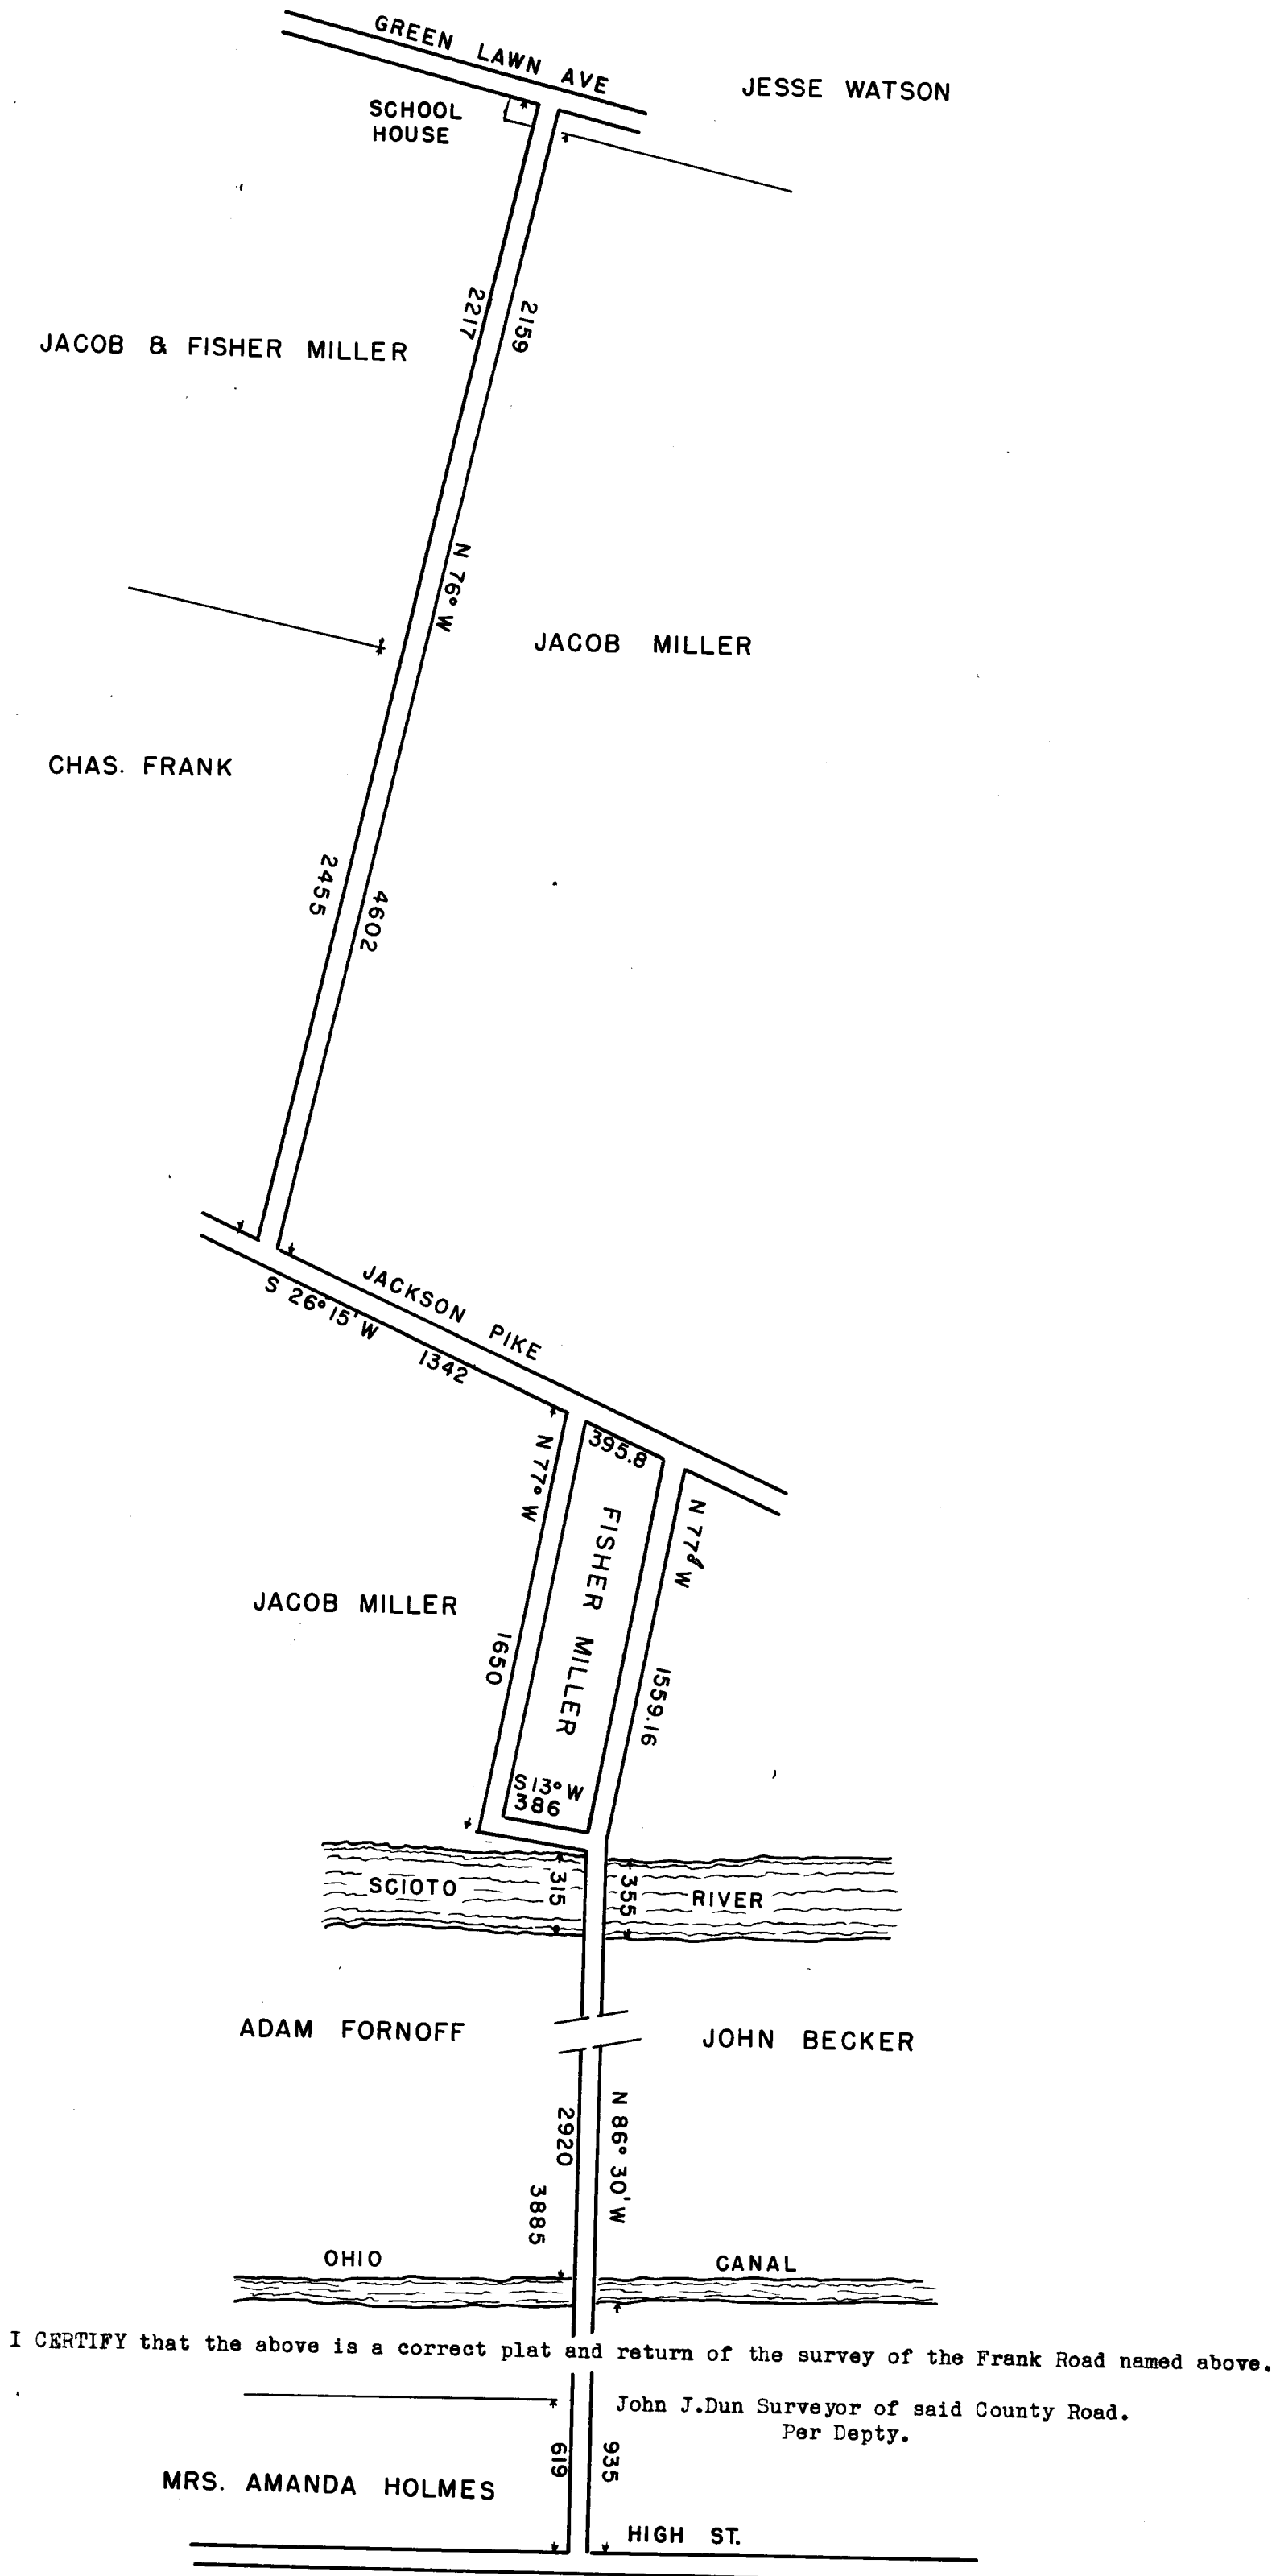 GREEN LAWN AVE
JESSE WATSON
SCHOOL
HOUSE
2217
2159
JACOB & FISHER MILLER
N 76° W
JACOB MILLER
CHAS. FRANK
2455
4602
JACKSON PIKE
S 26° 15' W
1342
395.8
N 77° W
N 77° W
FISHER MILLER
JACOB MILLER
1650
1559.16
S 13° W
386
SCIOTO
315
355
RIVER
ADAM FORNOFF
JOHN BECKER
2920
N 86° 30' W
3885
OHIO
CANAL
I CERTIFY that the above is a correct plat and return of the survey of the Frank Road named above.
John J.Dun Surveyor of said County Road.
Per Depty.
619
935
MRS. AMANDA HOLMES
HIGH ST.